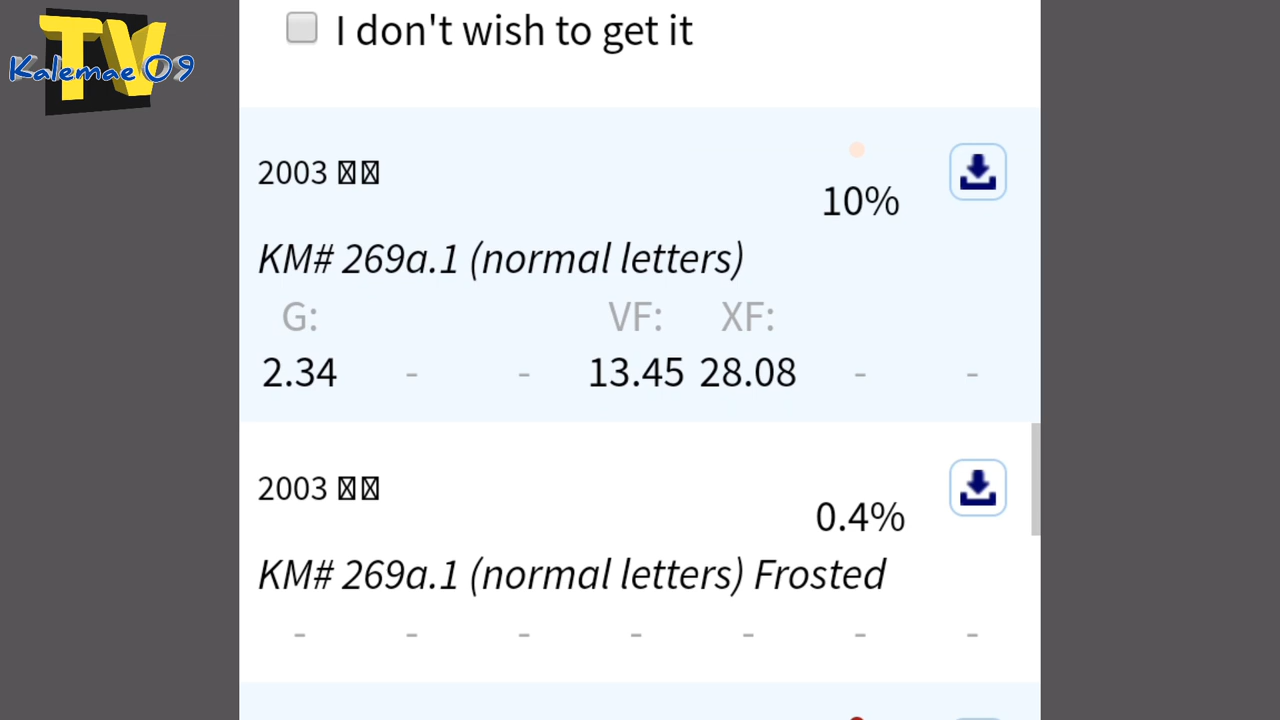 TV
Kalemae 09
I don't wish to get it
2003
10%
KM# 269a.1 (normal letters)
G: VF: XF:
2.34 - - 13.45 28.08 - -
2003
0.4%
KM# 269a.1 (normal letters) Frosted
- - - - - - -